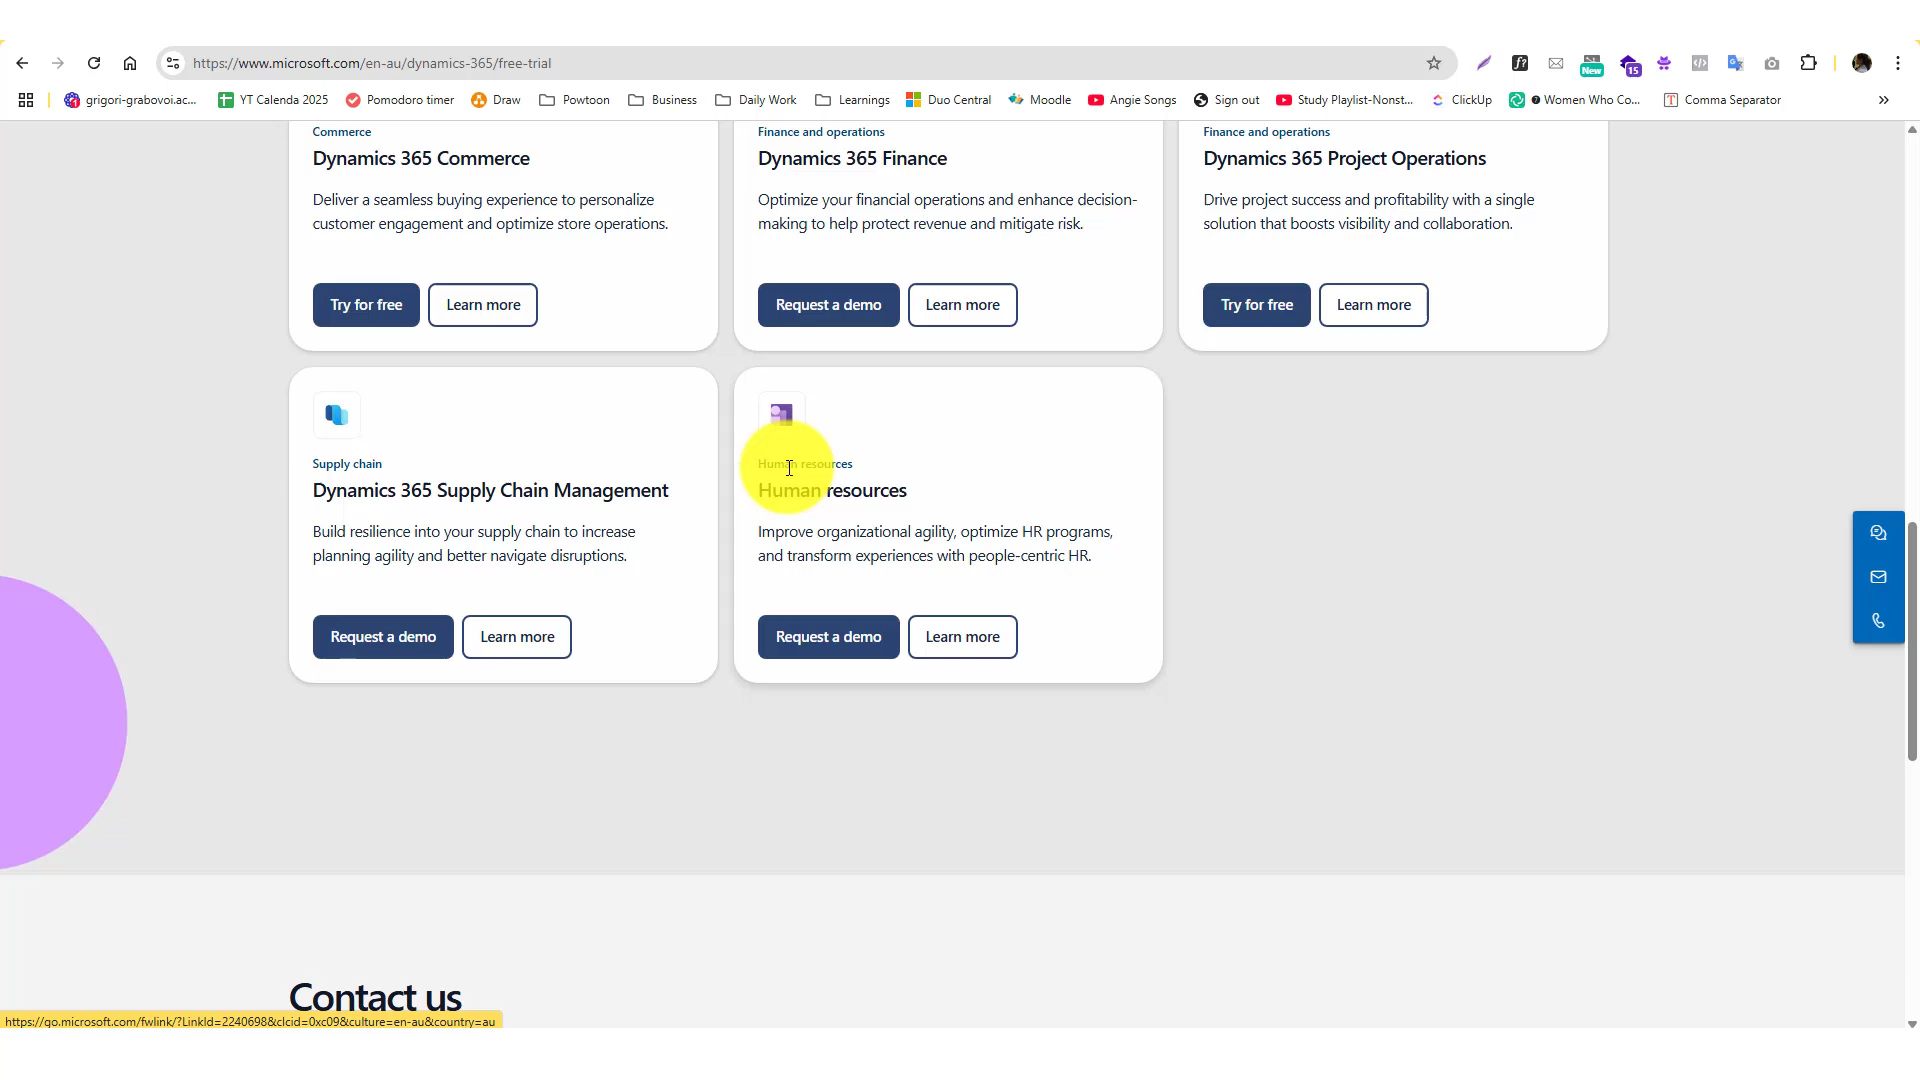 https://www.microsoft.com/en-au/dynamics-365/free-trial
New
15
grigori-grabovoi.ac...
YT Calenda 2025
Pomodoro timer
Draw
Powtoon
Business
Daily Work
Learnings
Duo Central
Moodle
Angie Songs
Sign out
Study Playlist-Nonst...
ClickUp
Women Who Co...
Comma Separator
Commerce
Dynamics 365 Commerce
Deliver a seamless buying experience to personalize
customer engagement and optimize store operations.
Try for free
Learn more
Finance and operations
Dynamics 365 Finance
Optimize your financial operations and enhance decision-
making to help protect revenue and mitigate risk.
Request a demo
Learn more
Finance and operations
Dynamics 365 Project Operations
Drive project success and profitability with a single
solution that boosts visibility and collaboration.
Try for free
Learn more
Supply chain
Dynamics 365 Supply Chain Management
Build resilience into your supply chain to increase
planning agility and better navigate disruptions.
Request a demo
Learn more
Human resources
Human resources
Improve organizational agility, optimize HR programs,
and transform experiences with people-centric HR.
Request a demo
Learn more
Contact us
https://go.microsoft.com/fwlink/?LinkId=2240698&clcid=0xc09&culture=en-au&country=au